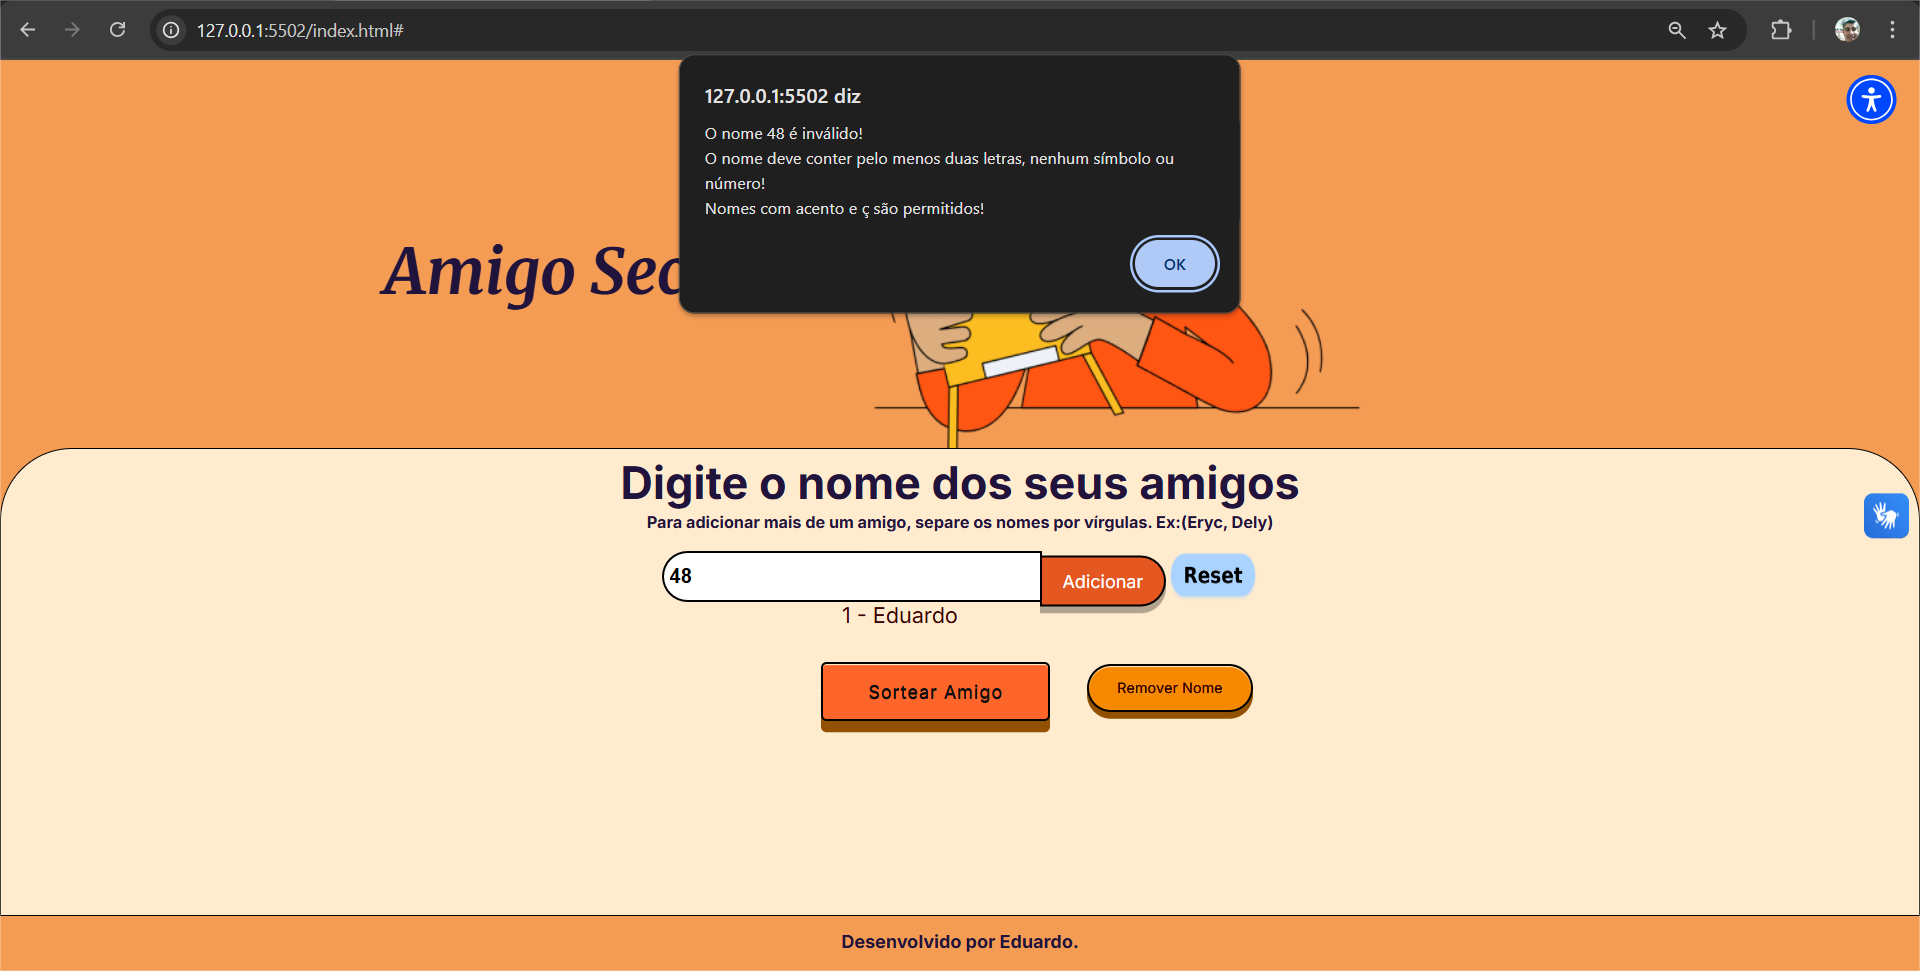 127.0.0.1:5502/index.html#
127.0.0.1:5502 diz
O nome 48 é inválido!
O nome deve conter pelo menos duas letras, nenhum símbolo ou
número!
Nomes com acento e ç são permitidos!
OK
Amigo Sec
Digite o nome dos seus amigos
Para adicionar mais de um amigo, separe os nomes por vírgulas. Ex:(Eryc, Dely)
48
Adicionar
Reset
1 - Eduardo
Sortear Amigo
Remover Nome
Desenvolvido por Eduardo.